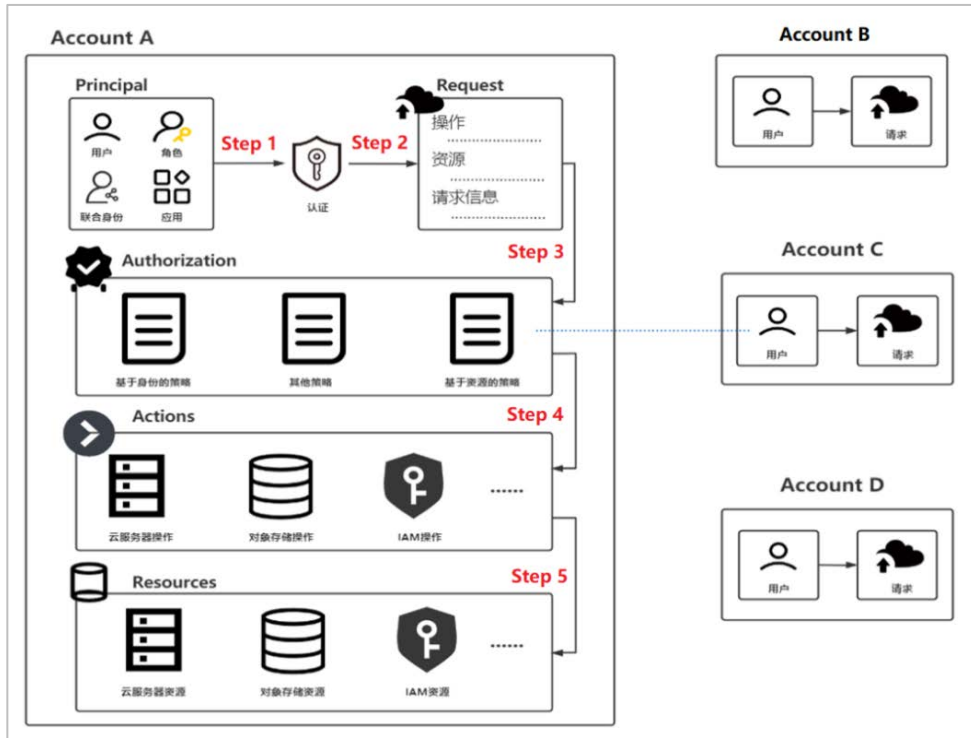 Account A
Principal
用户
角色
联合身份
应用
Step 1
认证
Step 2
Request
操作
资源
请求信息
Step 3
Authorization
基于身份的策略
其他策略
基于资源的策略
Step 4
Actions
云服务器操作
对象存储操作
IAM操作
......
Step 5
Resources
云服务器资源
对象存储资源
IAM资源
......
Account B
用户
请求
Account C
用户
请求
Account D
用户
请求